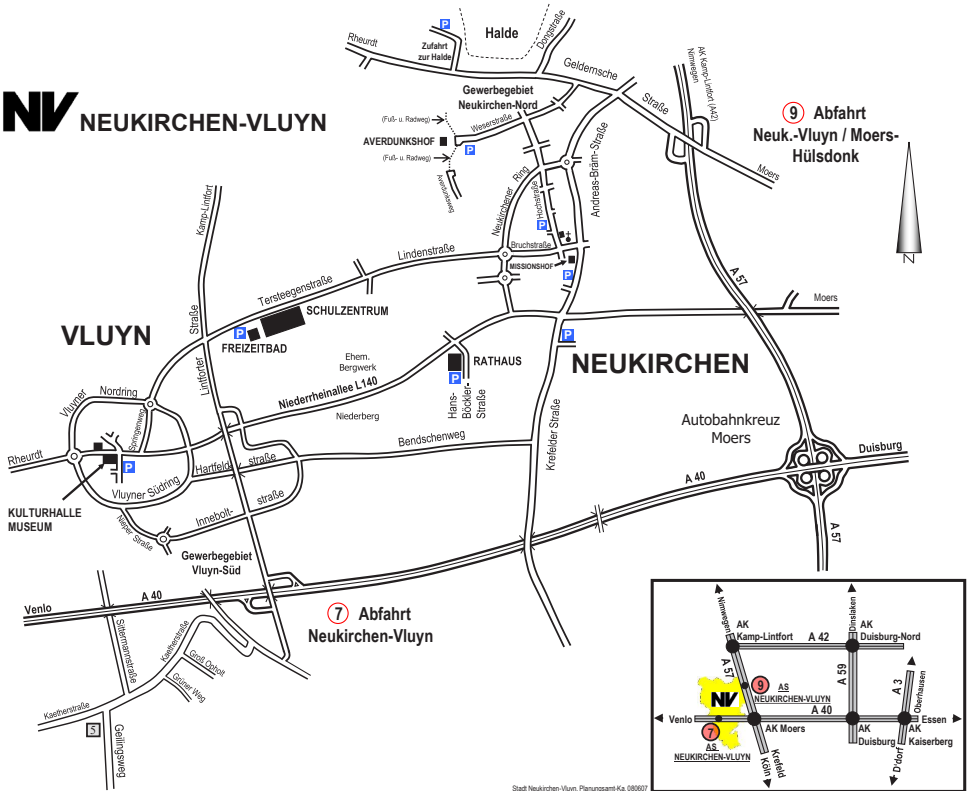 NV NEUKIRCHEN-VLUYN
Rheurdt
P
Zufahrt
zur Halde
Halde
Dongstraße
Geldernsche
Straße
AK Kamp-Lintfort (A42)
Nimwegen
Moers
9 Abfahrt
Neuk.-Vluyn / Moers-
Hülsdonk
N
Gewerbegebiet
Neukirchen-Nord
(Fuß- u. Radweg)
Weserstraße
AVERDUNKSHOF
P
(Fuß- u. Radweg)
Averdunksweg
Neukirchener
Ring
Hochstraße
Andreas-Bräm-Straße
P
Bruchstraße
MISSIONSHOF
P
Kamp-Lintfort
Lindenstraße
Tersteegenstraße
SCHULZENTRUM
P
FREIZEITBAD
VLUYN
Lintforter
Straße
A 57
Moers
P
NEUKIRCHEN
Ehem.
Bergwerk
RATHAUS
P
Niederrheinallee L140
Niederberg
Hans-
Böckler-
Straße
Vluyner
Nordring
Springenweg
Rheurdt
P
KULTURHALLE
MUSEUM
Vluyner Südring
Hartfeld-
straße
Bendschenweg
Krefelder Straße
Autobahnkreuz
Moers
Duisburg
A 40
A 57
Nieper Straße
Innebolt-
straße
Gewerbegebiet
Vluyn-Süd
Venlo
A 40
7 Abfahrt
Neukirchen-Vluyn
Sittermannstraße
Kaetherstraße
Groß Opholt
Grüner Weg
Kaetherstraße
5
Geilingsweg
Nimwegen
AK
Kamp-Lintfort
A 42
Dinslaken
AK
Duisburg-Nord
A 57
9 AS
NEUKIRCHEN-VLUYN
A 59
A 3
Oberhausen
NV
Venlo
A 40
Essen
7
AS
NEUKIRCHEN-VLUYN
AK Moers
AK
Duisburg
AK
Kaiserberg
Köln
Krefeld
D'dorf
Stadt Neukirchen-Vluyn, Planungsamt-Ka. 080607